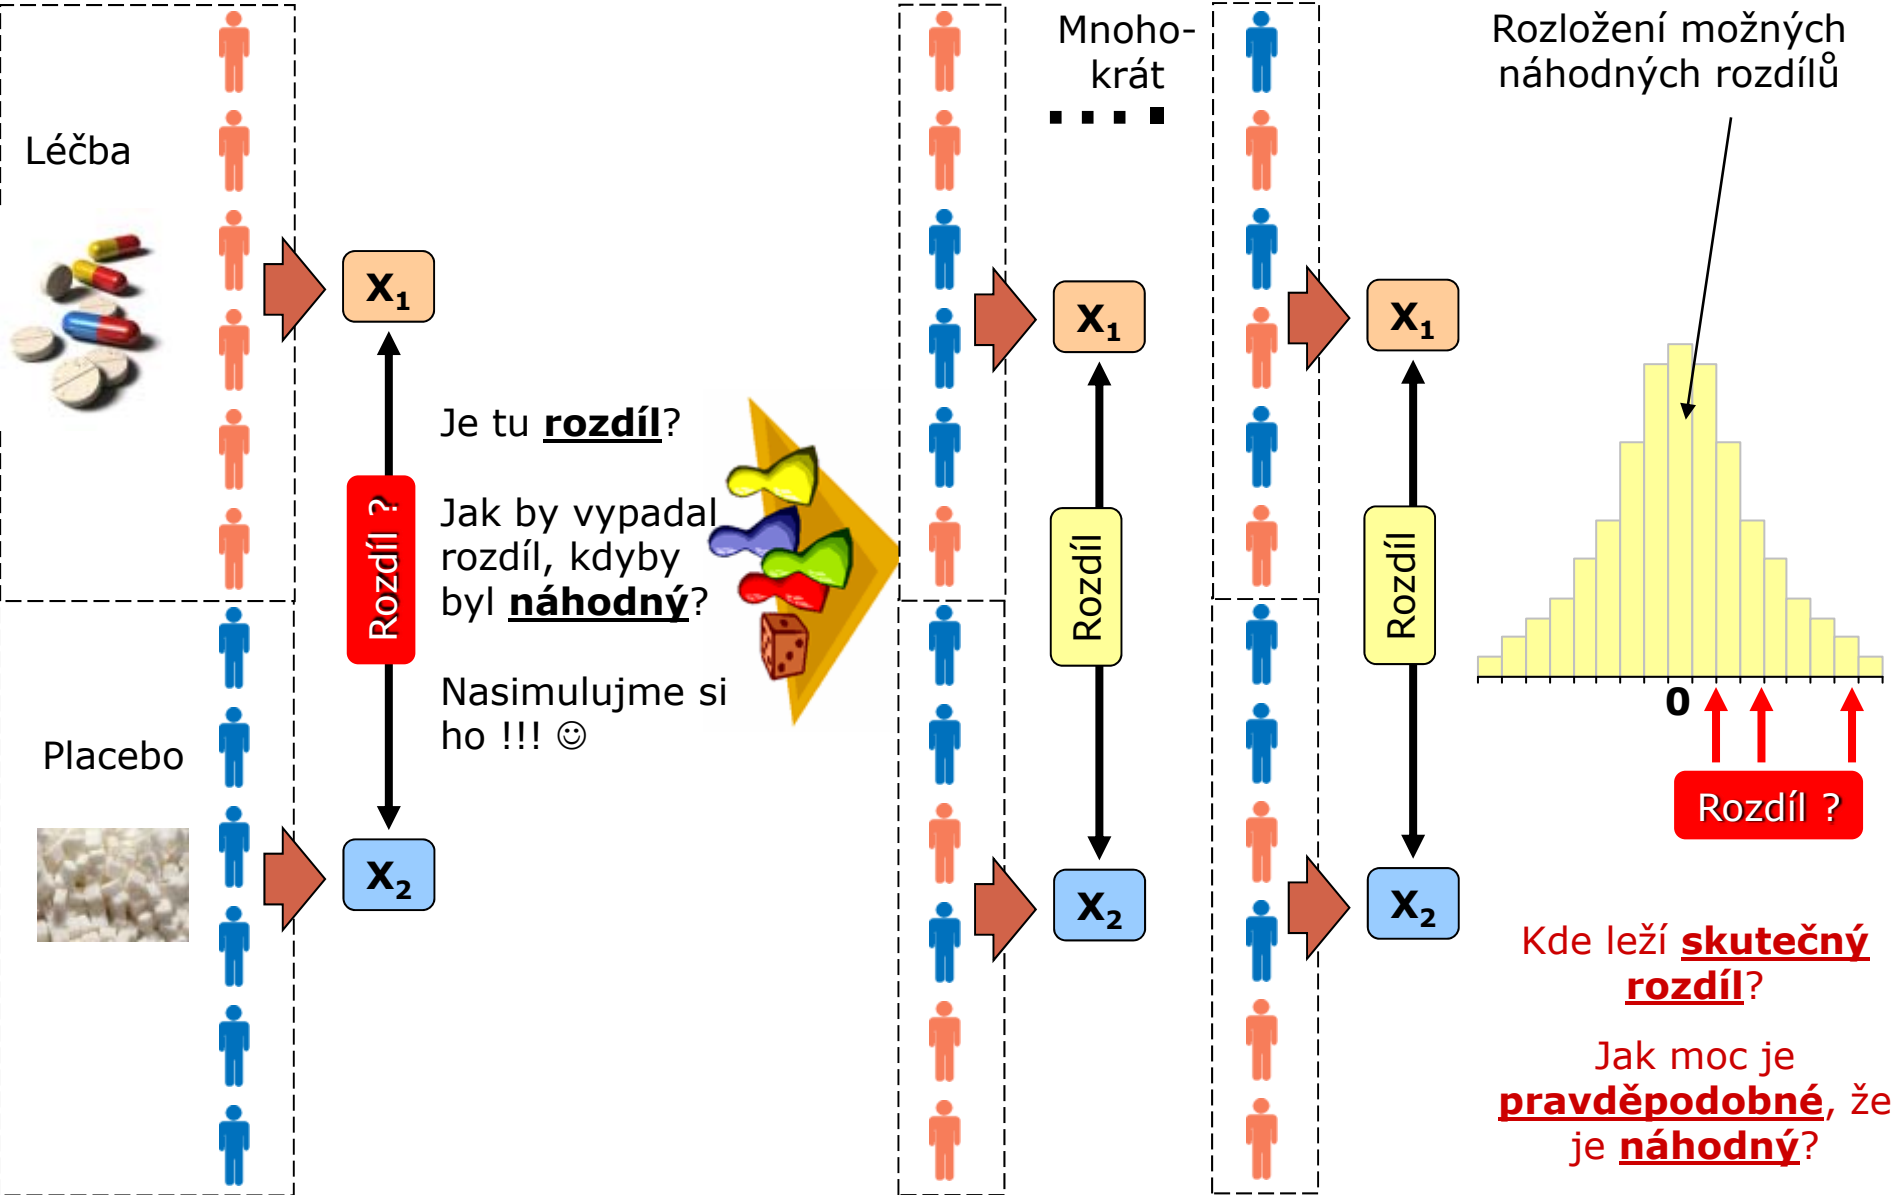 Léčba
Placebo
X1
Rozdíl ?
X2
Je tu rozdíl?
Jak by vypadal
rozdíl, kdyby
byl náhodný?
Nasimulujme si
ho !!! ☺
Mnoho-
krát
....
X1
Rozdíl
X2
X1
Rozdíl
X2
Rozložení možných
náhodných rozdílů
0
Rozdíl ?
Kde leží skutečný
rozdíl?
Jak moc je
pravděpodobné, že
je náhodný?